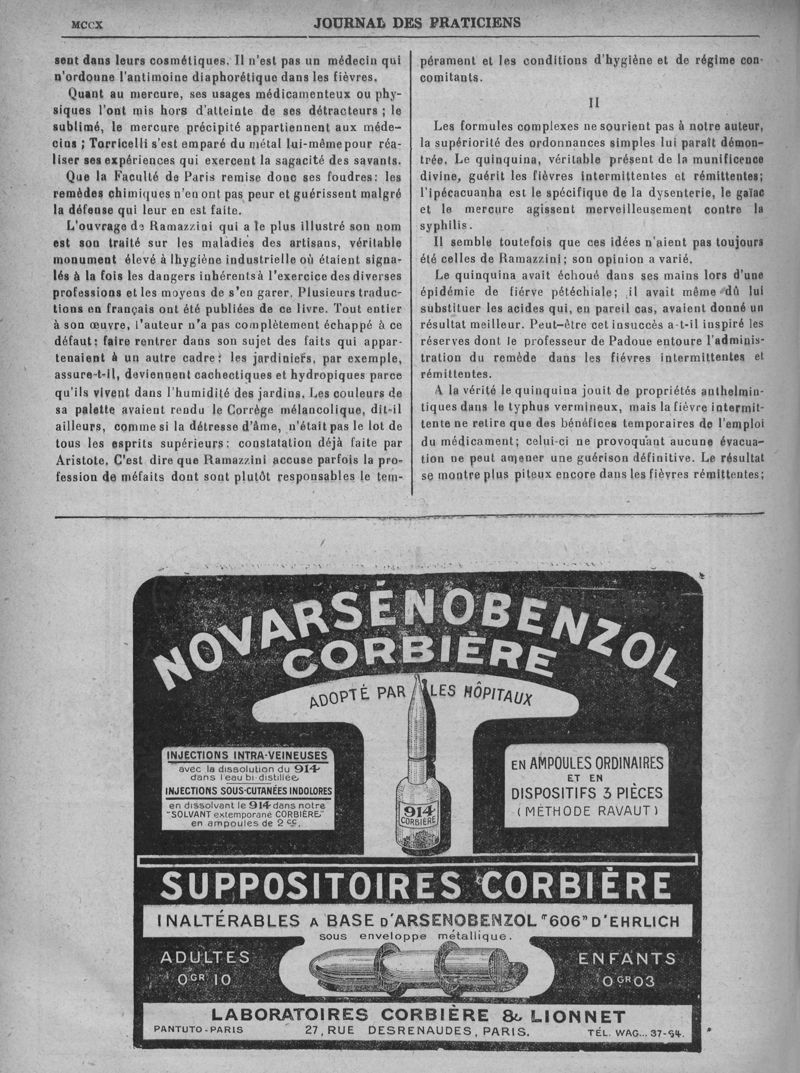 MCCX
JOURNAL DES PRATICIENS
sent dans leurs cosmétiques. Il n'est pas un médecin qui
n'ordonne l'antimoine diaphorétique dans les fièvres.
Quant au mercure, ses usages médicamenteux ou phy-
siques l'ont mis hors d'atteinte de ses détracteurs ; le
sublimé, le mercure précipité appartiennent aux méde-
cins ; Torricelli s'est emparé du métal lui-même pour réa-
liser ses expériences qui exercent la sagacité des savants.
Que la Faculté de Paris remise donc ses foudres: les
remèdes chimiques n'en ont pas peur et guérissent malgré
la défense qui leur en est faite.
L'ouvrage de Ramazzini qui a le plus illustré son nom
est son traité sur les maladies des artisans, véritable
monument élevé à lhygiène industrielle où étaient signa-
lés à la fois les dangers inhérentsà l'exercice des diverses
professions et les moyens de s'en garer. Plusieurs traduc-
tions en français ont été publiées de ce livre. Tout entier
à son œuvre, l'auteur n'a pas complètement échappé à ce
défaut: faire rentrer dans son sujet des faits qui appar-
tenaient à un autre cadre: les jardiniers, par exemple,
assure-t-il, deviennent cachectiques et hydropiques parce
qu'ils vivent dans l'humidité des jardins. Les couleurs de
sa palette avaient rendu le Corrège mélancolique, dit-il
ailleurs, comme si la détresse d'âme, n'était pas le lot de
tous les esprits supérieurs: constatation déjà faite par
Aristote. C'est dire que Ramazzini accuse parfois la pro-
fession de méfaits dont sont plutôt responsables le tem-
pérament et les conditions d'hygiène et de régime con-
comitants.
II
Les formules complexes ne sourient pas à notre auteur,
la supériorité des ordonnances simples lui paraît démon-
trée. Le quinquina, véritable présent de la munificence
divine, guérit les fièvres intermittentes et rémittentes;
l'ipécacuanha est le spécifique de la dysenterie, le gaïac
et le mercure agissent merveilleusement contre la
syphilis.
Il semble toutefois que ces idées n'aient pas toujours
été celles de Ramazzini; son opinion a varié.
Le quinquina avait échoué dans ses mains lors d'une
épidémie de fiérve pétéchiale; il avait même dû lui
substituer les acides qui, en pareil cas, avaient donné un
résultat meilleur. Peut-être cet insuccès a-t-il inspiré les
réserves dont le professeur de Padoue entoure l'adminis-
tration du remède dans les fiévres intermittentes et
rémittentes.
A la vérité le quinquina jouit de propriétés anthelmin-
tiques dans le typhus vermineux, mais la fièvre intermit-
tente ne retire que des bénéfices temporaires de l'emploi
du médicament; celui-ci ne provoquant aucune évacua-
tion ne peut amener une guérison définitive. Le résultat
se montre plus piteux encore dans les fièvres rémittentes;
NOVARSÉNOBENZOL
CORBIÈRE
ADOPTÉ PAR LES HÔPITAUX
INJECTIONS INTRA-VEINEUSES
avec la dissolution du 914
dans l'eau bi-distillée
INJECTIONS SOUS-CUTANÉES INDOLORES
en dissolvant le 914 dans notre
"SOLVANT extemporané CORBIÈRE"
en ampoules de 2 cc.
914
CORBIÈRE
EN AMPOULES ORDINAIRES
ET EN
DISPOSITIFS 3 PIÈCES
(MÉTHODE RAVAUT)
SUPPOSITOIRES CORBIÈRE
INALTÉRABLES A BASE D'ARSENOBENZOL "606" D'EHRLICH
sous enveloppe métallique.
ADULTES
0 GR 10
ENFANTS
0 GR 03
LABORATOIRES CORBIÈRE & LIONNET
PANTUTO-PARIS
27, RUE DESRENAUDES, PARIS.
TÉL. WAG... 37-64.